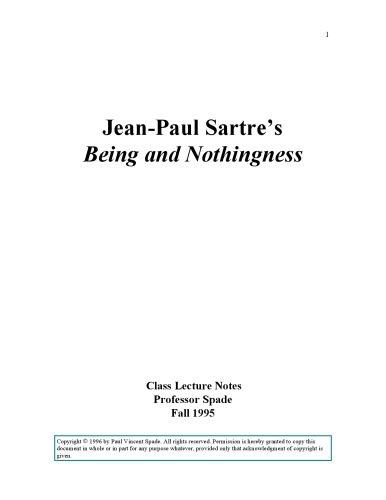 1
Jean-Paul Sartre’s
Being and Nothingness
Class Lecture Notes
Professor Spade
Fall 1995
Copyright © 1996 by Paul Vincent Spade. All rights reserved. Permission is hereby granted to copy this
document in whole or in part for any purpose whatever, provided only that acknowledgment of copyright is
given.